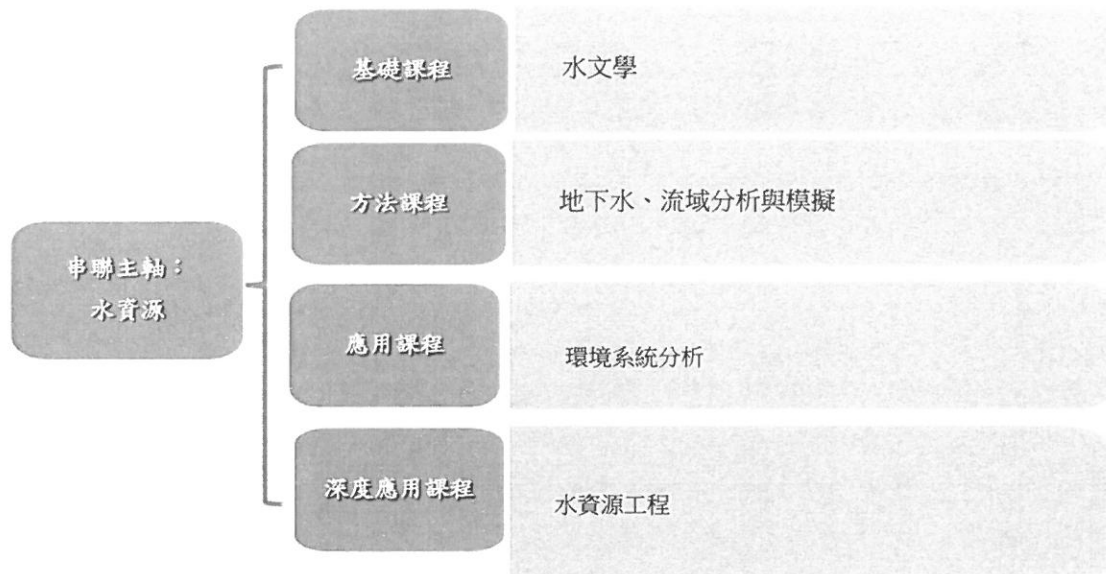 串聯主軸：
水資源
基礎課程
水文學
方法課程
地下水、流域分析與模擬
應用課程
環境系統分析
深度應用課程
水資源工程